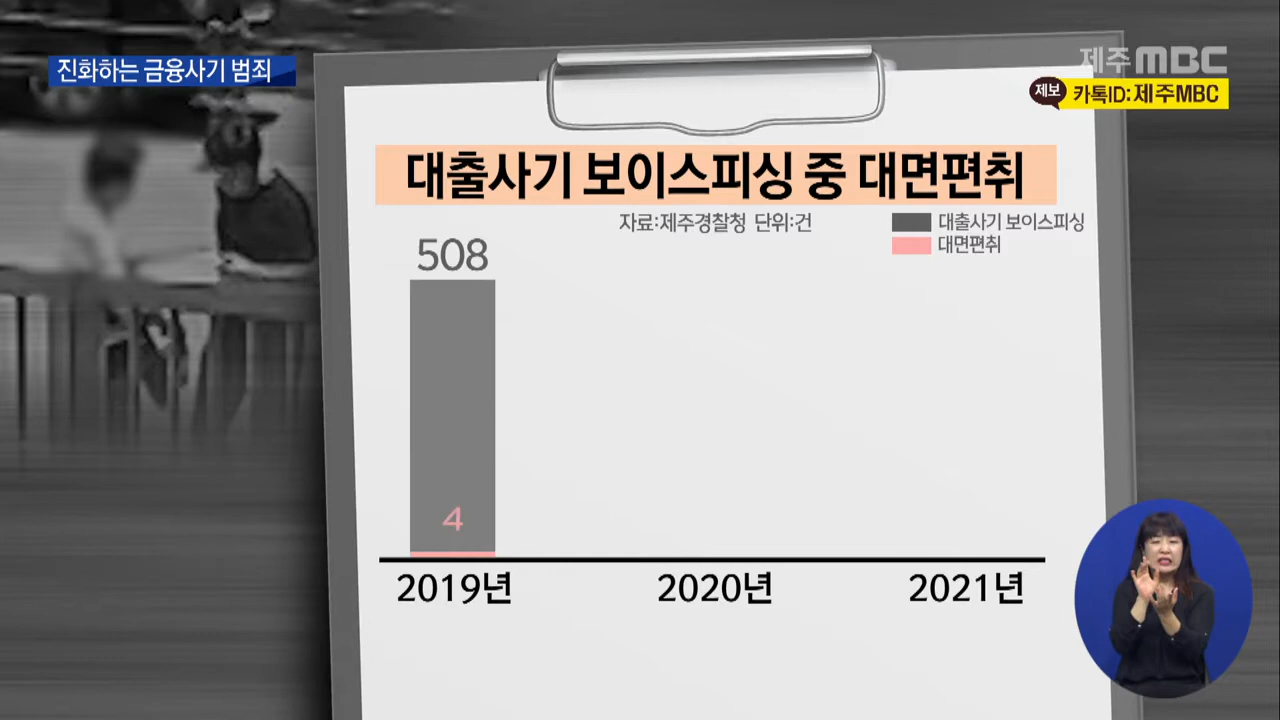 진화하는 금융사기 범죄
제주MBC
제보 카톡ID:제주MBC
대출사기 보이스피싱 중 대면편취
자료:제주경찰청 단위:건
대출사기 보이스피싱
대면편취
508
4
2019년 2020년 2021년